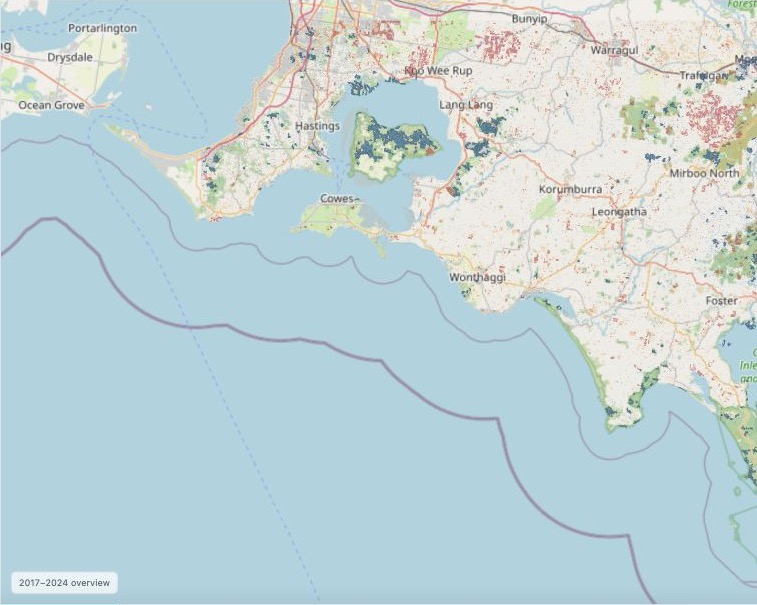 Portarlington
Bunyip
Drysdale
Warragul
Koo Wee Rup
Traralgon
Ocean Grove
Lang Lang
Hastings
Mirboo North
Korumburra
Cowes
Leongatha
Wonthaggi
Foster
2017–2024 overview